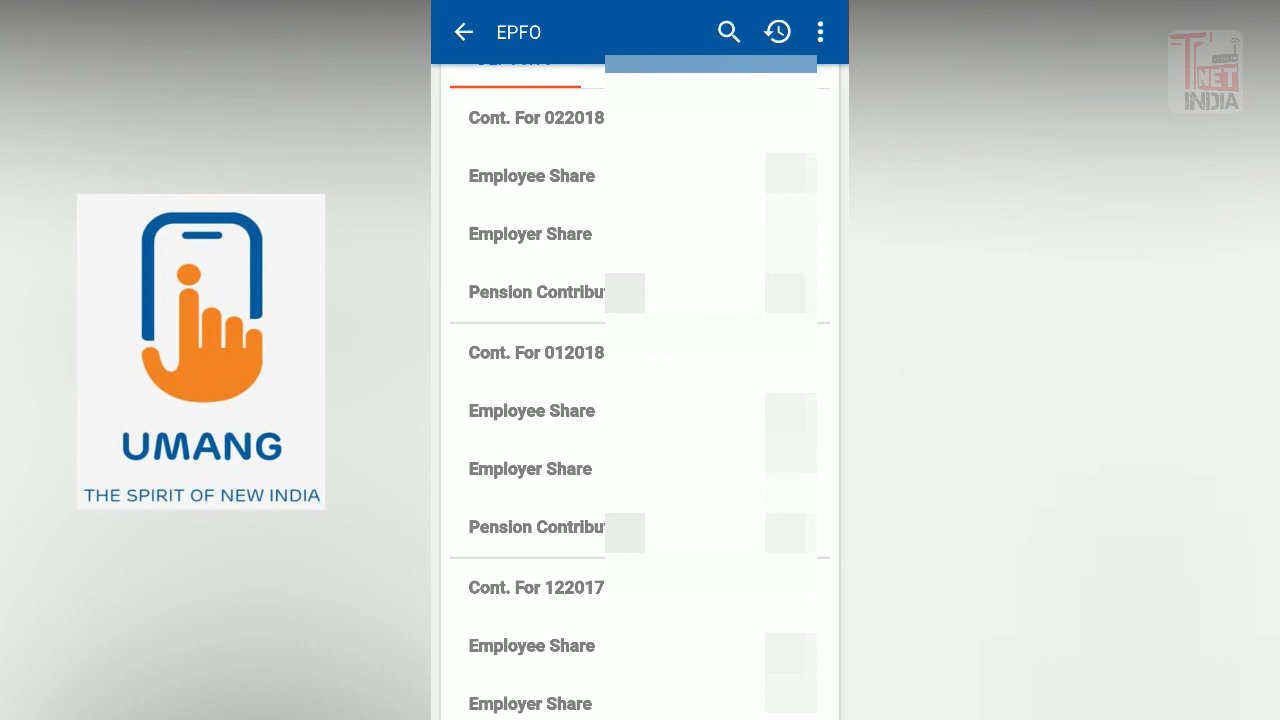 EPFO
Cont. For 022018
Employee Share
Employer Share
Pension Contribu
Cont. For 012018
Employee Share
Employer Share
Pension Contribu
Cont. For 122017
Employee Share
Employer Share
UMANG
THE SPIRIT OF NEW INDIA
T
NET
INDIA